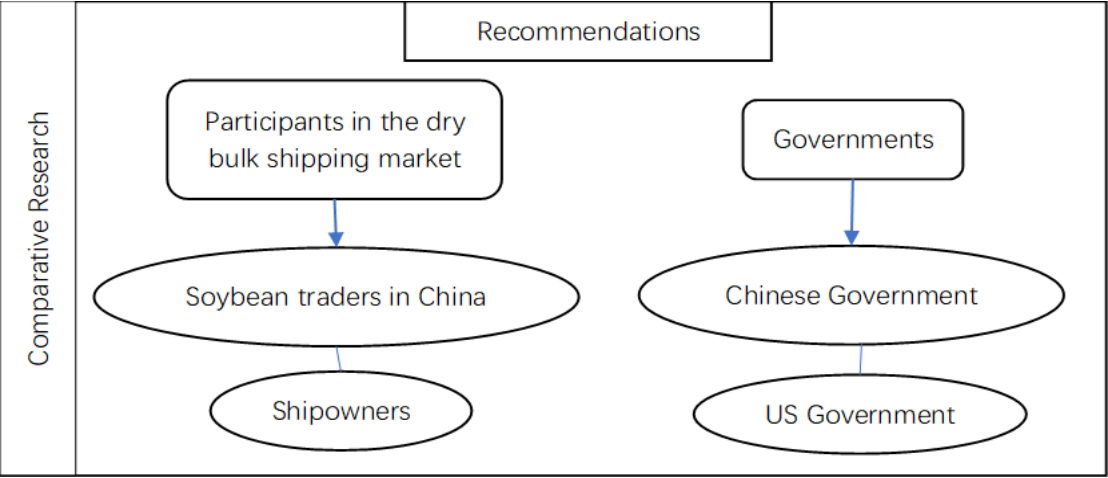 Recommendations
Participants in the dry
bulk shipping market
Governments
Comparative Research
Soybean traders in China
Chinese Government
Shipowners
US Government